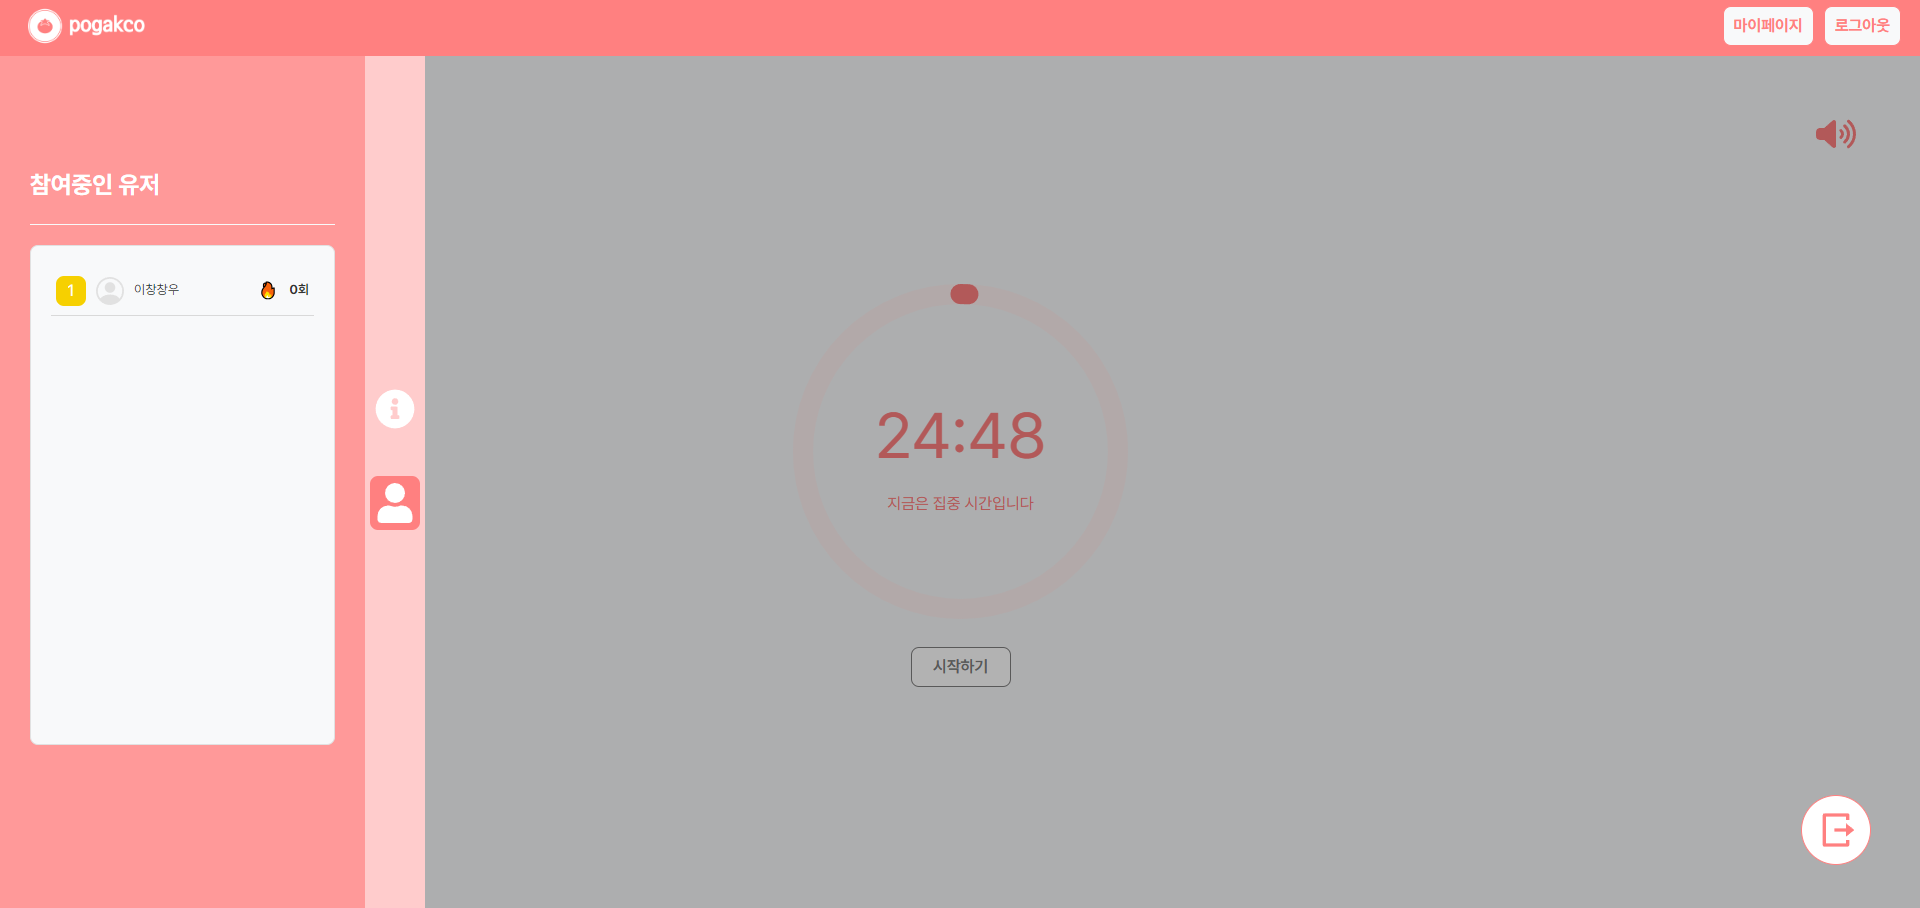 pogakco
마이페이지
로그아웃
참여중인 유저
1 이창창우 0회
24:48
지금은 집중 시간입니다
시작하기